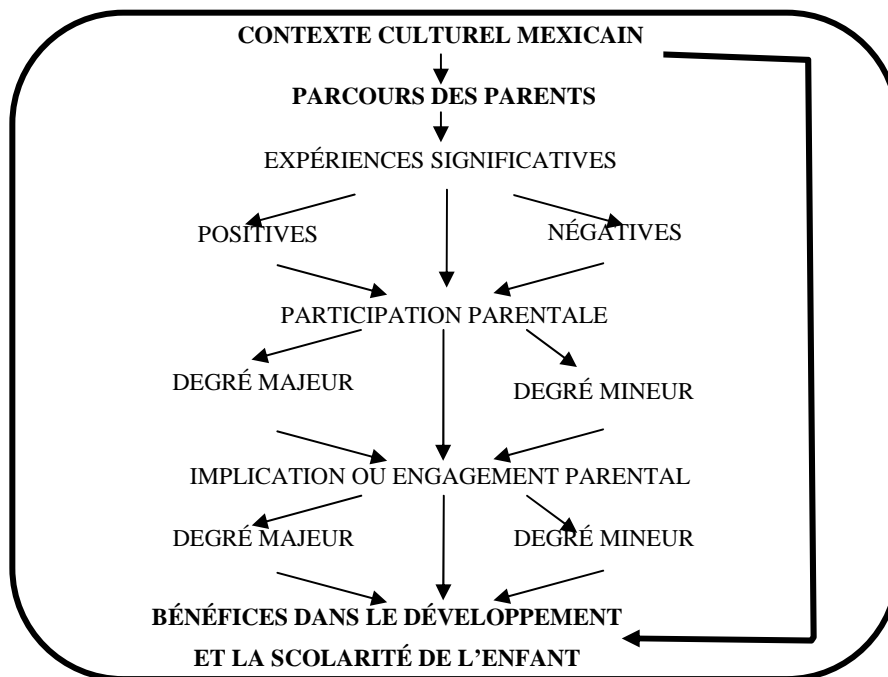 CONTEXTE CULTUREL MEXICAIN
PARCOURS DES PARENTS
EXPÉRIENCES SIGNIFICATIVES
POSITIVES
NÉGATIVES
PARTICIPATION PARENTALE
DEGRÉ MAJEUR
DEGRÉ MINEUR
IMPLICATION OU ENGAGEMENT PARENTAL
DEGRÉ MAJEUR
DEGRÉ MINEUR
BÉNÉFICES DANS LE DÉVELOPPEMENT
ET LA SCOLARITÉ DE L'ENFANT